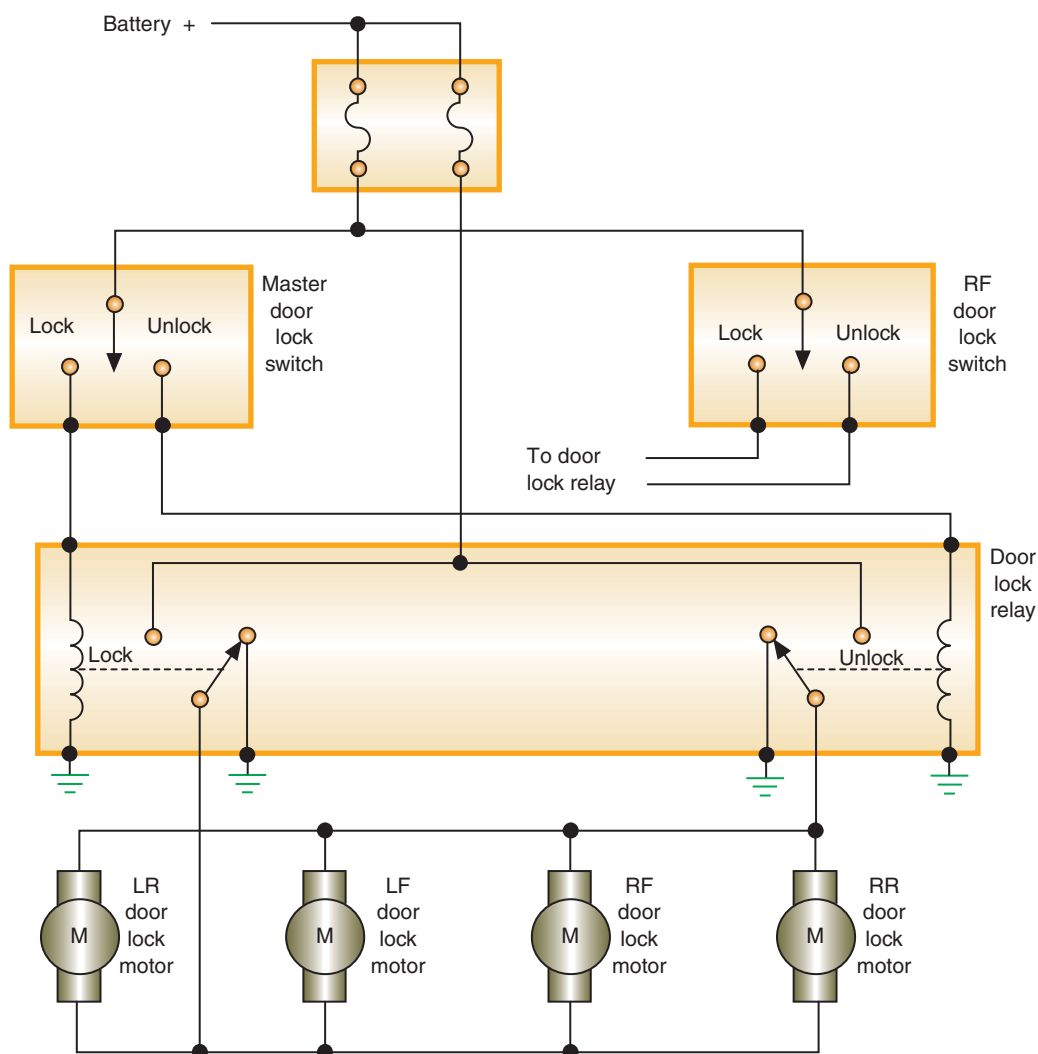 Battery +
Master
door
lock
switch
Lock
Unlock
RF
door
lock
switch
Lock
Unlock
To door
lock relay
Door
lock
relay
Lock
Unlock
M
LR
door
lock
motor
M
LF
door
lock
motor
M
RF
door
lock
motor
M
RR
door
lock
motor